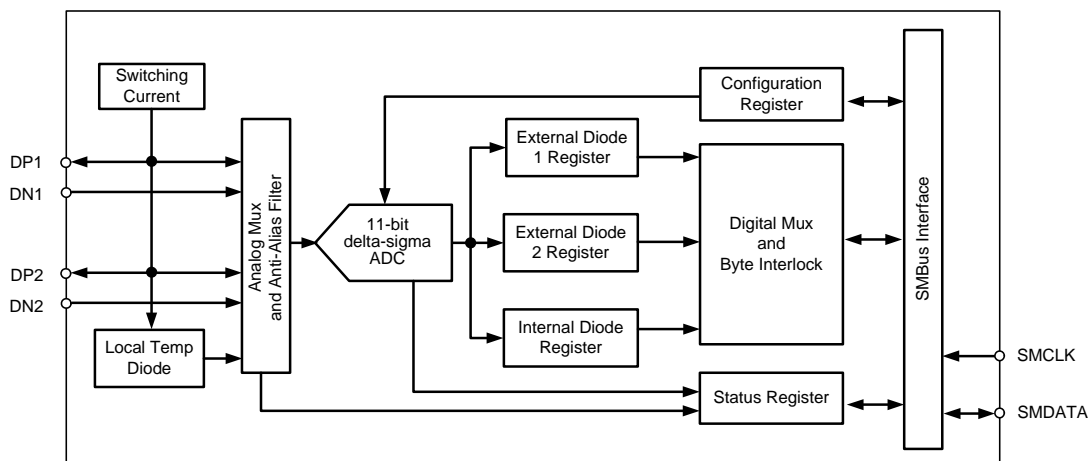 Switching
Current
DP1
DN1
DP2
DN2
Local Temp
Diode
Analog Mux
and Anti-Alias Filter
11-bit
delta-sigma
ADC
External Diode
1 Register
External Diode
2 Register
Internal Diode
Register
Configuration
Register
Digital Mux
and
Byte Interlock
Status Register
SMBus Interface
SMCLK
SMDATA